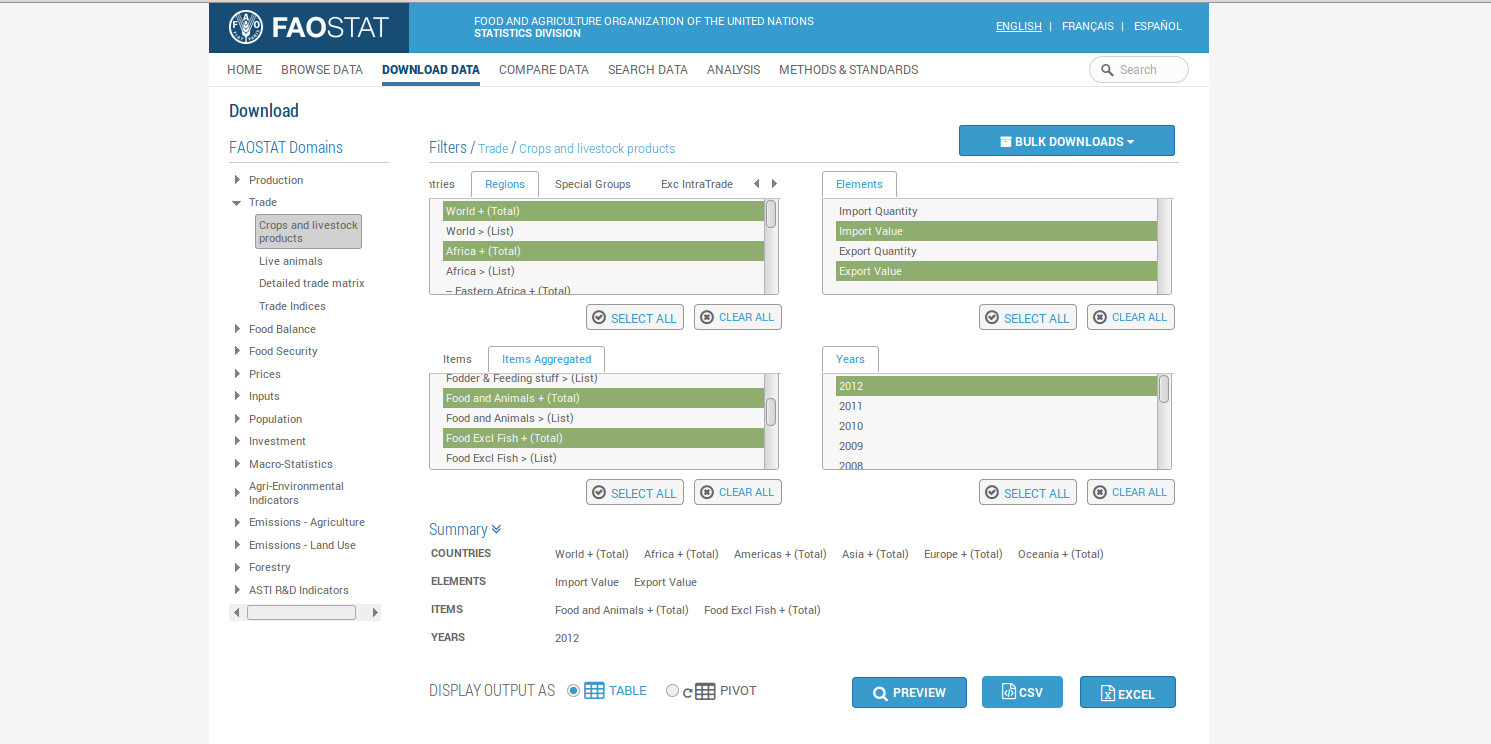 FAO
FAOSTAT
FOOD AND AGRICULTURE ORGANIZATION OF THE UNITED NATIONS
STATISTICS DIVISION
ENGLISH | FRANÇAIS | ESPAÑOL
HOME BROWSE DATA DOWNLOAD DATA COMPARE DATA SEARCH DATA ANALYSIS METHODS & STANDARDS
Search
Download
FAOSTAT Domains
Production
Trade
Crops and livestock
products
Live animals
Detailed trade matrix
Trade Indices
Food Balance
Food Security
Prices
Inputs
Population
Investment
Macro-Statistics
Agri-Environmental
Indicators
Emissions - Agriculture
Emissions - Land Use
Forestry
ASTI R&D Indicators
Filters / Trade / Crops and livestock products
BULK DOWNLOADS
ntries Regions Special Groups Exc IntraTrade
World + (Total)
World > (List)
Africa + (Total)
Africa > (List)
-- Eastern Africa + (Total)
SELECT ALL CLEAR ALL
Elements
Import Quantity
Import Value
Export Quantity
Export Value
SELECT ALL CLEAR ALL
Items Items Aggregated
Fodder & Feeding stuff > (List)
Food and Animals + (Total)
Food and Animals > (List)
Food Excl Fish + (Total)
Food Excl Fish > (List)
SELECT ALL CLEAR ALL
Years
2012
2011
2010
2009
2008
SELECT ALL CLEAR ALL
Summary
COUNTRIES World + (Total) Africa + (Total) Americas + (Total) Asia + (Total) Europe + (Total) Oceania + (Total)
ELEMENTS Import Value Export Value
ITEMS Food and Animals + (Total) Food Excl Fish + (Total)
YEARS 2012
DISPLAY OUTPUT AS TABLE PIVOT
PREVIEW CSV EXCEL